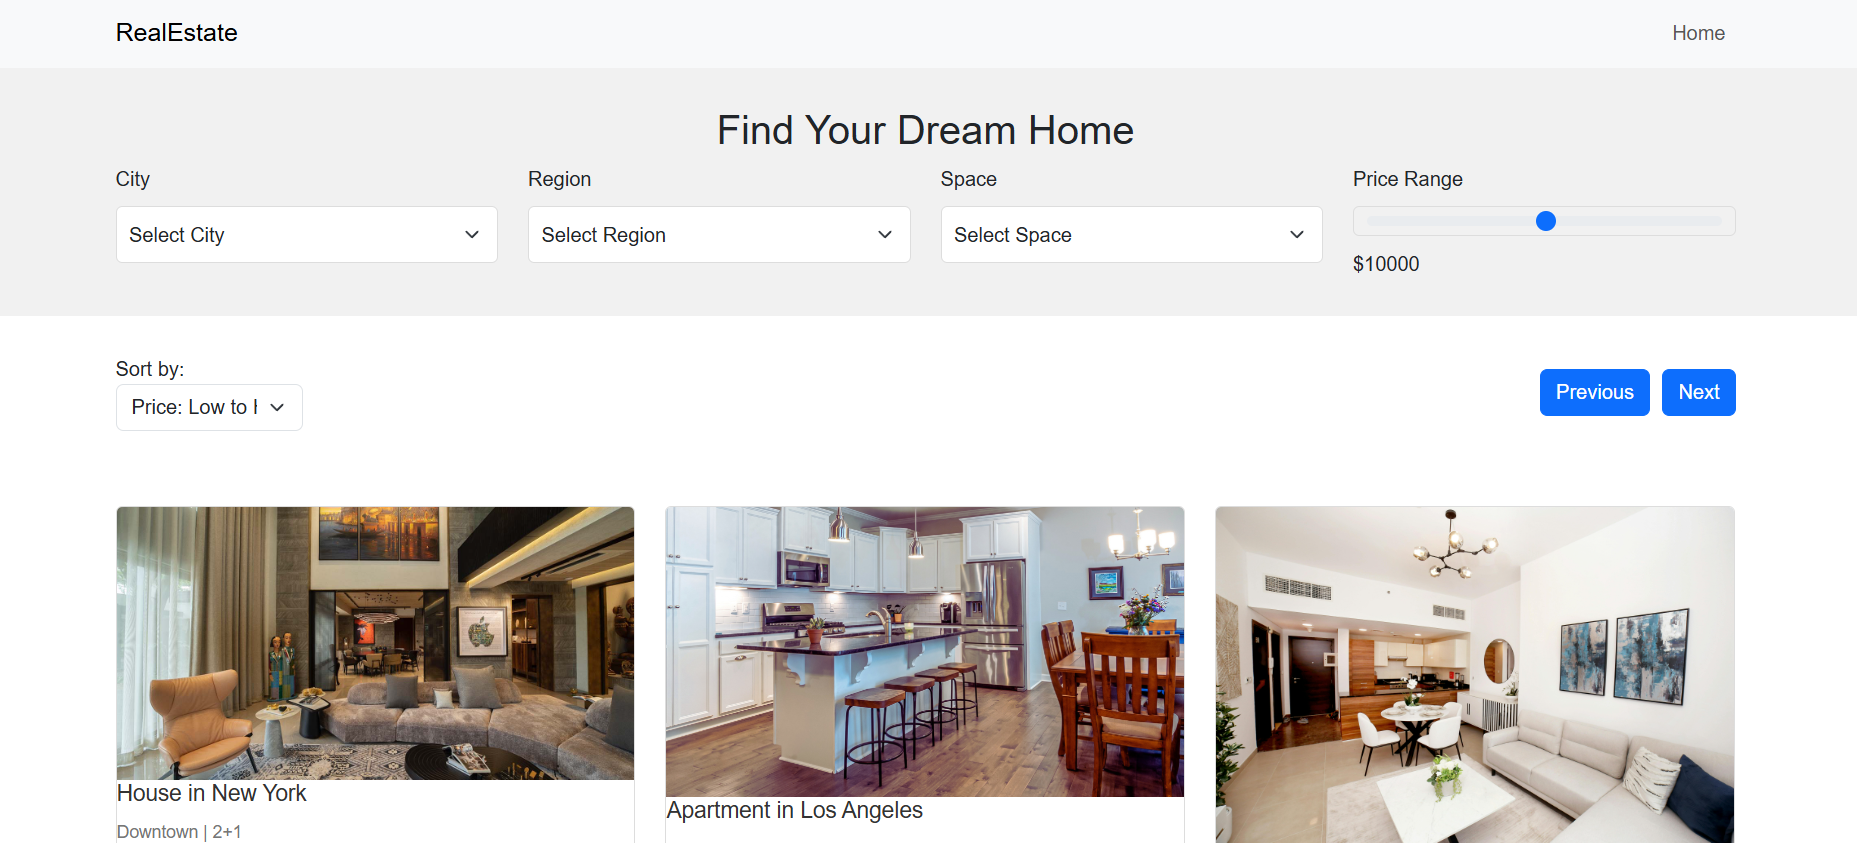 RealEstate
Home
Find Your Dream Home
City
Region
Space
Price Range
Select City
Select Region
Select Space
$10000
Sort by:
Price: Low to
Previous
Next
House in New York
Downtown | 2+1
Apartment in Los Angeles